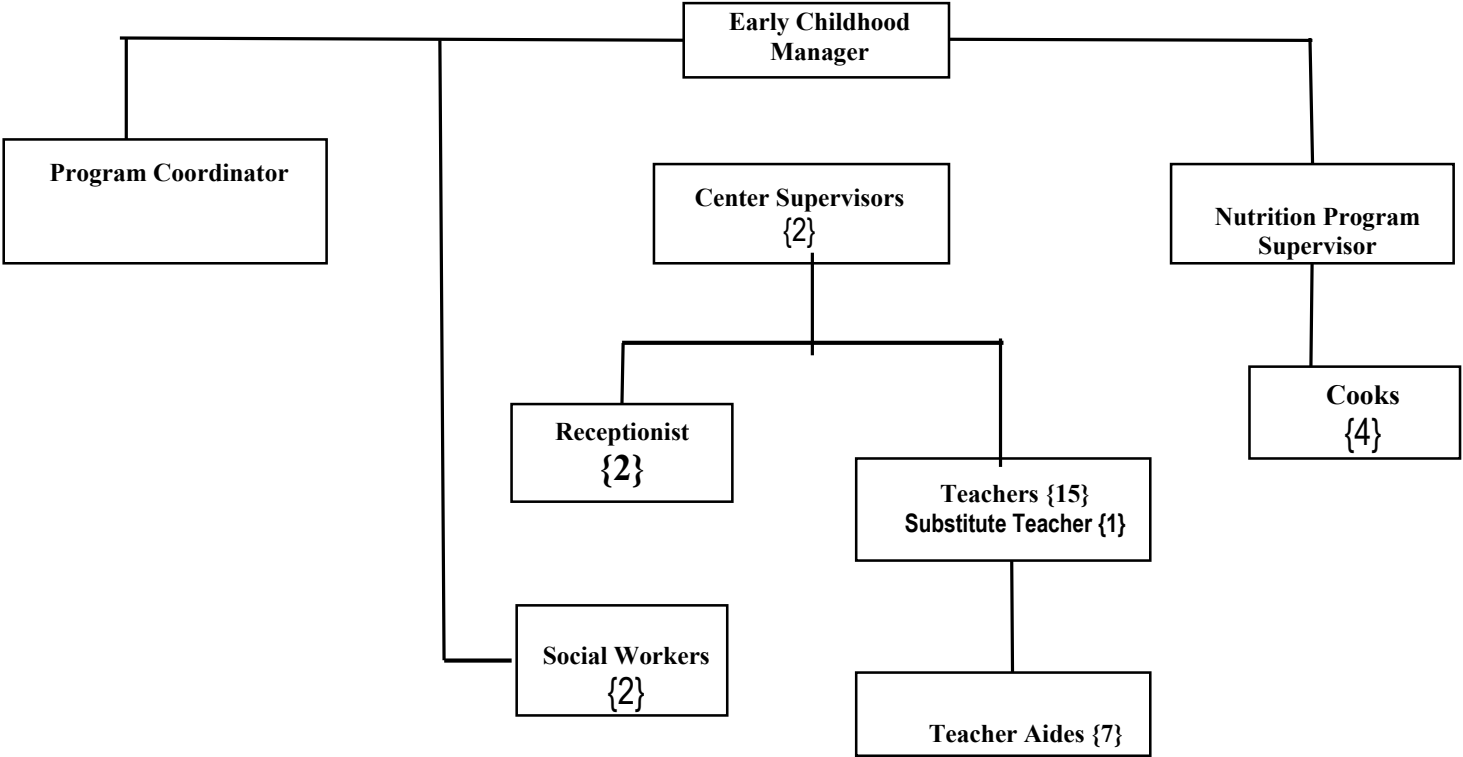 Early Childhood
Manager
Program Coordinator
Center Supervisors
{2}
Nutrition Program
Supervisor
Cooks
{4}
Receptionist
{2}
Teachers {15}
Substitute Teacher {1}
Social Workers
{2}
Teacher Aides {7}